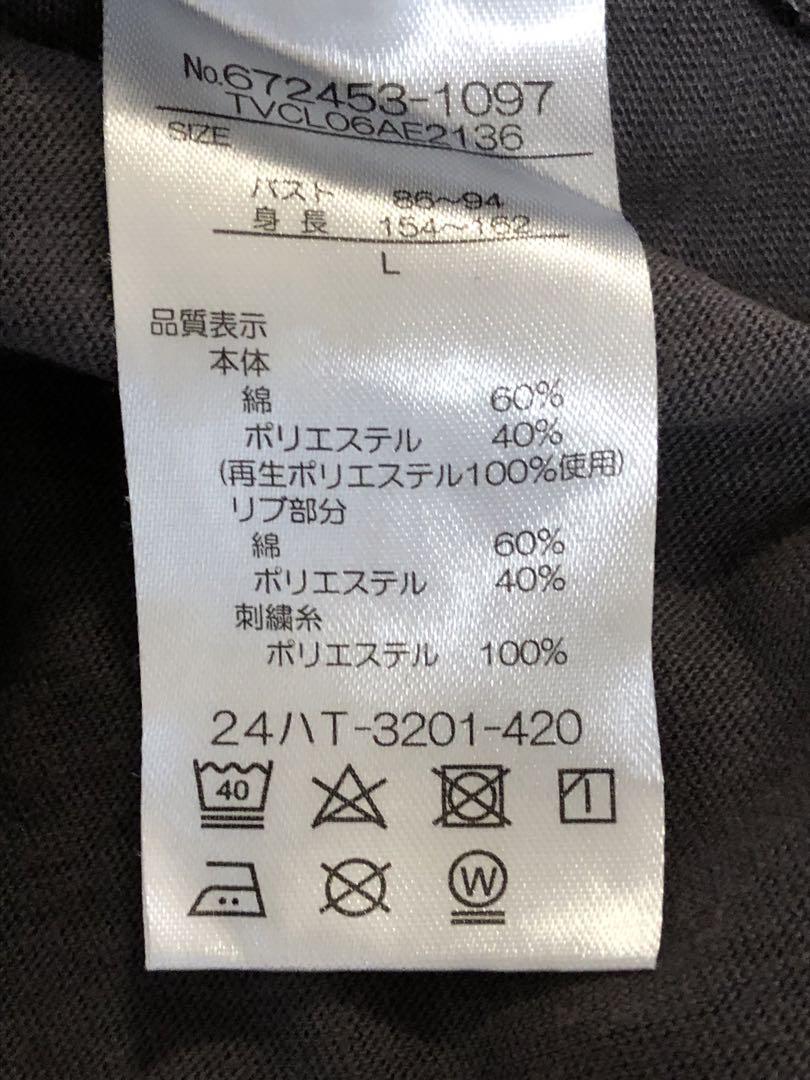 No.672453-1097
TVCL06AE2136
SIZE
バスト 86~94
身長 154~162
L
品質表示
本体
綿 60%
ポリエステル 40%
(再生ポリエステル100%使用)
リブ部分
綿 60%
ポリエステル 40%
刺繍糸
ポリエステル 100%
24ハT-3201-420
40
W